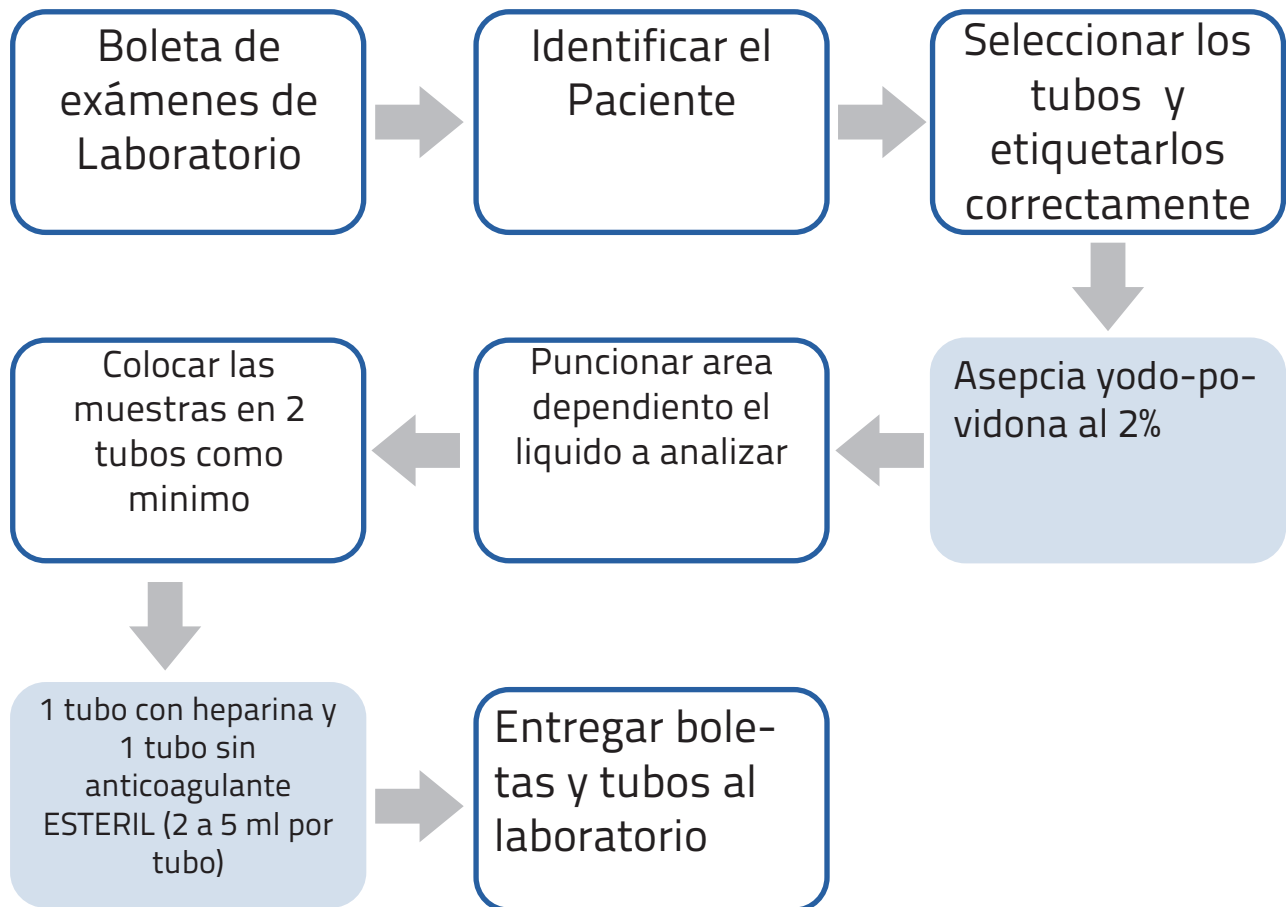 Boleta de
exámenes de
Laboratorio
Identificar el
Paciente
Seleccionar los
tubos y
etiquetarlos
correctamente
Asepcia yodo-po-
vidona al 2%
Puncionar area
dependiento el
liquido a analizar
Colocar las
muestras en 2
tubos como
minimo
1 tubo con heparina y
1 tubo sin
anticoagulante
ESTERIL (2 a 5 ml por
tubo)
Entregar bole-
tas y tubos al
laboratorio